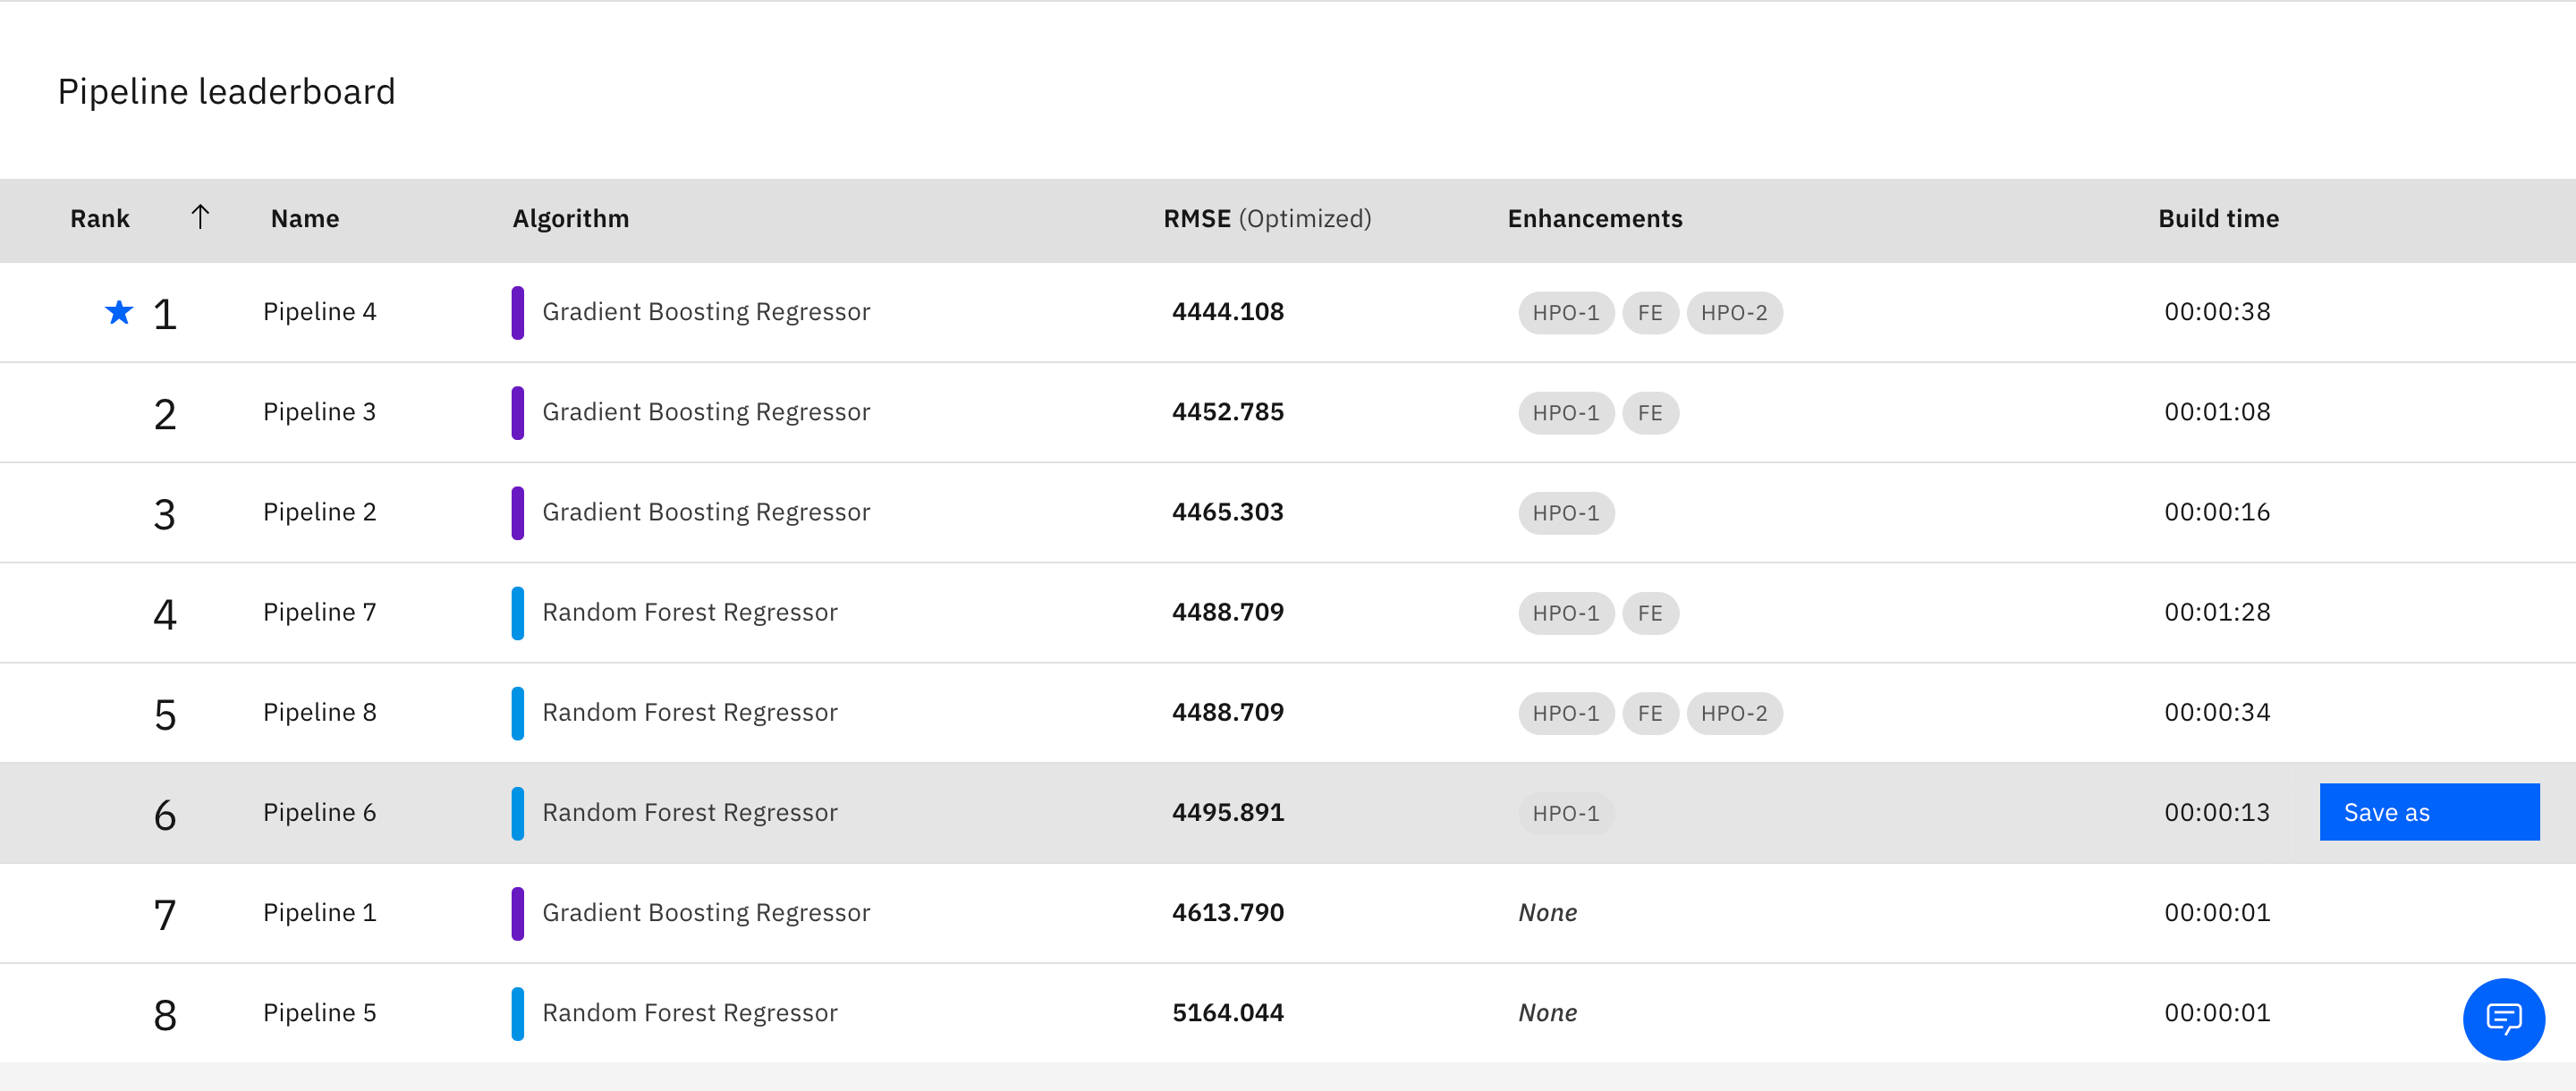 Pipeline leaderboard
Rank ↑ Name Algorithm RMSE (Optimized) Enhancements Build time
★ 1 Pipeline 4 Gradient Boosting Regressor 4444.108 HPO-1 FE HPO-2 00:00:38
2 Pipeline 3 Gradient Boosting Regressor 4452.785 HPO-1 FE 00:01:08
3 Pipeline 2 Gradient Boosting Regressor 4465.303 HPO-1 00:00:16
4 Pipeline 7 Random Forest Regressor 4488.709 HPO-1 FE 00:01:28
5 Pipeline 8 Random Forest Regressor 4488.709 HPO-1 FE HPO-2 00:00:34
6 Pipeline 6 Random Forest Regressor 4495.891 HPO-1 00:00:13 Save as
7 Pipeline 1 Gradient Boosting Regressor 4613.790 None 00:00:01
8 Pipeline 5 Random Forest Regressor 5164.044 None 00:00:01